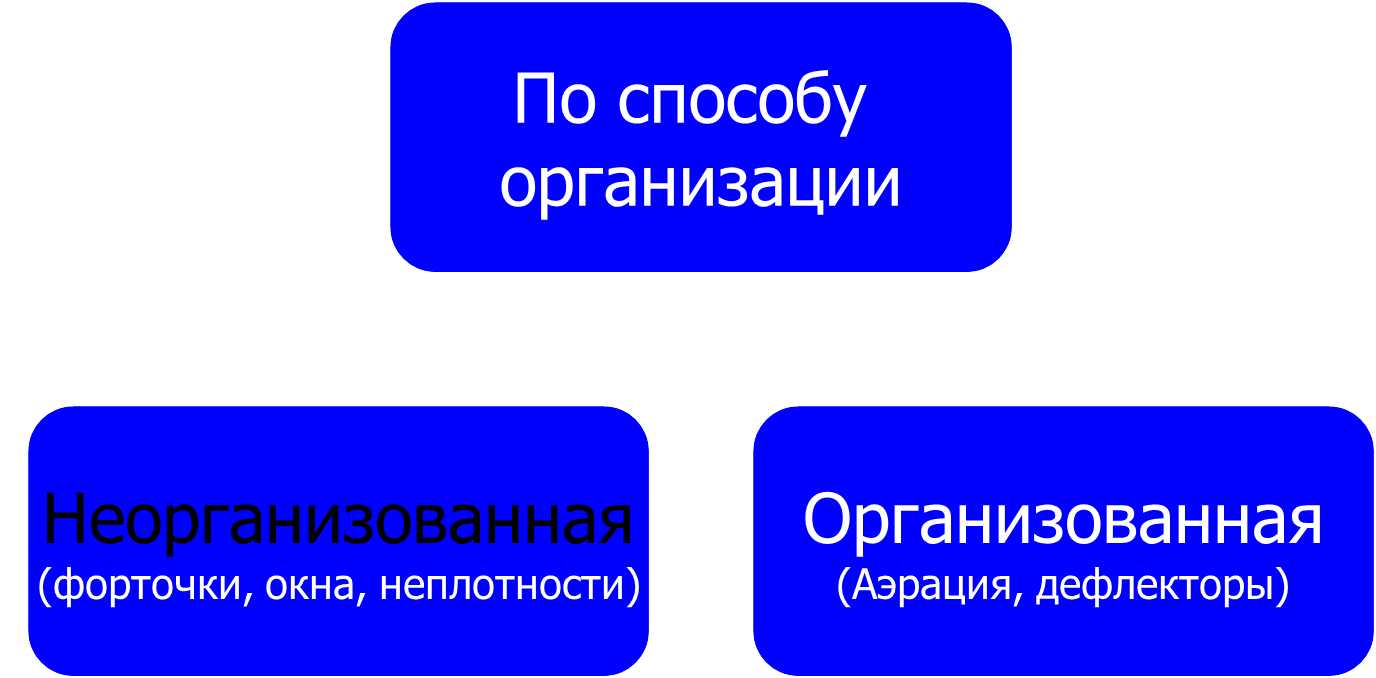 По способу
организации
Неорганизованная
(форточки, окна, неплотности)
Организованная
(Аэрация, дефлекторы)